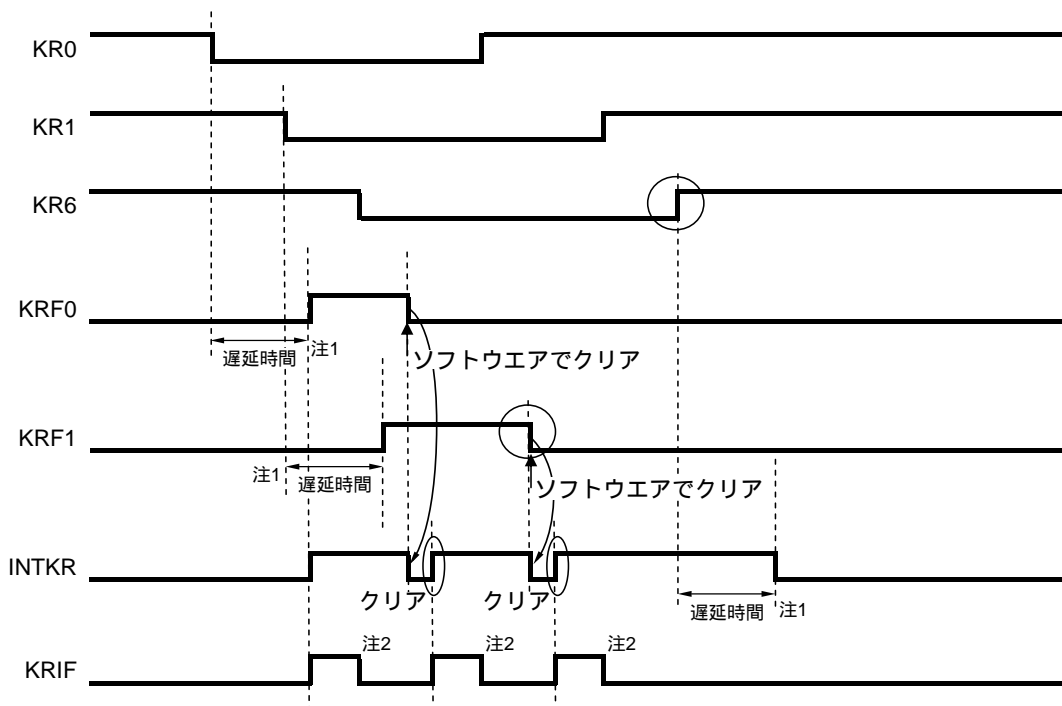 KR0
KR1
KR6
KRF0
遅延時間
注1
ソフトウエアでクリア
KRF1
注1
遅延時間
ソフトウエアでクリア
INTKR
クリア
クリア
遅延時間
注1
KRIF
注2
注2
注2